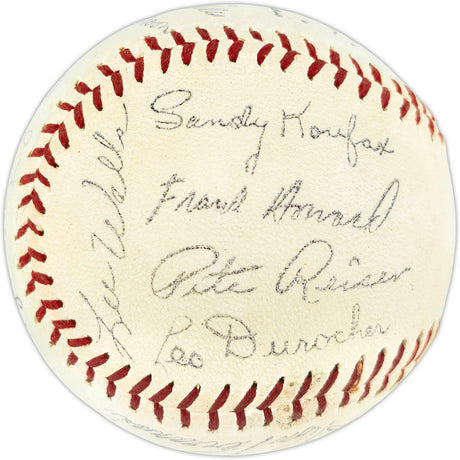 Sandy Koufax
Frank Howard
Pete Reiser
Leo Durocher
Lee Walls